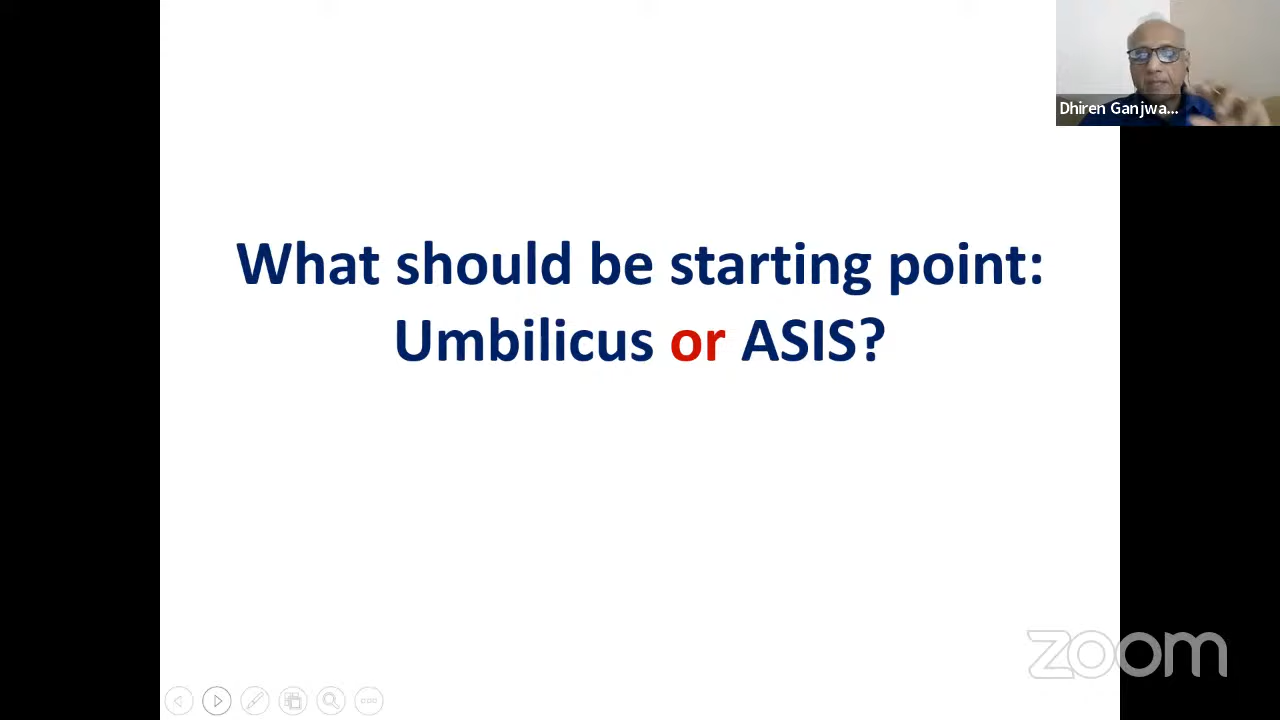 Dhiren Ganjwa...
What should be starting point:
Umbilicus or ASIS?
zoom